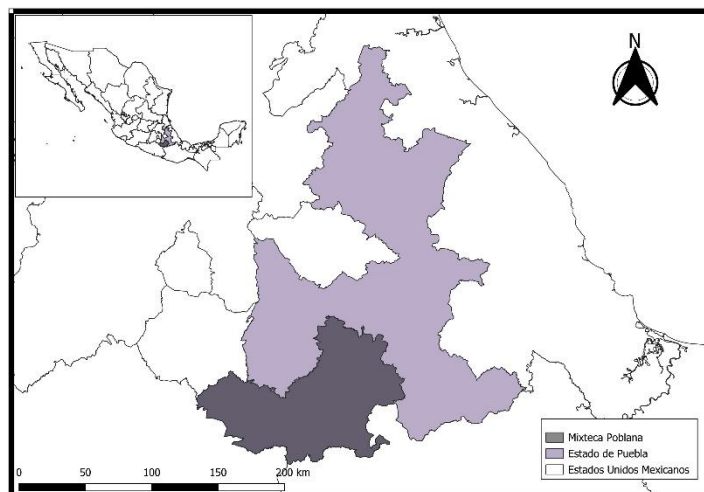 N
Mixteca Poblana
Estado de Puebla
Estados Unidos Mexicanos
0 50 100 150 200 km